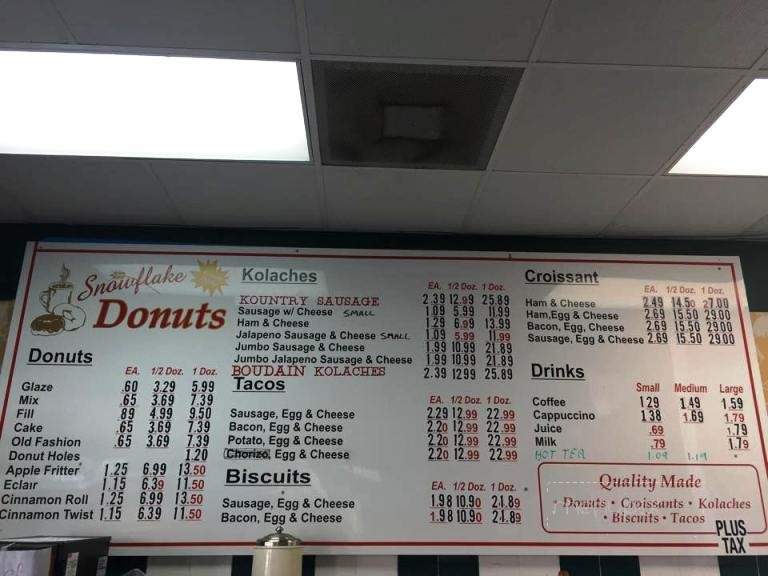 Snowflake
Donuts
Donuts
EA. 1/2 Doz. 1 Doz.
Glaze .60 3.29 5.99
Mix .65 3.69 7.39
Fill .89 4.99 9.50
Cake .65 3.69 7.39
Old Fashion .65 3.69 7.39
Donut Holes 1.20
Apple Fritter 1.25 6.99 13.50
Eclair 1.15 6.39 11.50
Cinnamon Roll 1.25 6.99 13.50
Cinnamon Twist 1.15 6.39 11.50
Kolaches
EA. 1/2 Doz. 1 Doz.
KOUNTRY SAUSAGE 2.39 12.99 25.89
Sausage w/ Cheese SMALL 1.09 5.99 11.99
Ham & Cheese 1.29 6.99 13.99
Jalapeno Sausage & Cheese SMALL 1.09 5.99 11.99
Jumbo Sausage & Cheese 1.99 10.99 21.89
Jumbo Jalapeno Sausage & Cheese 1.99 10.99 21.89
BOUDAIN KOLACHES 2.39 12.99 25.89
Tacos
EA. 1/2 Doz. 1 Doz.
Sausage, Egg & Cheese 2.29 12.99 22.99
Bacon, Egg & Cheese 2.20 12.99 22.99
Potato, Egg & Cheese 2.20 12.99 22.99
Chorizo, Egg & Cheese 2.20 12.99 22.99
Biscuits
EA. 1/2 Doz. 1 Doz.
Sausage, Egg & Cheese 1.98 10.90 21.89
Bacon, Egg & Cheese 1.98 10.90 21.89
Croissant
EA. 1/2 Doz. 1 Doz.
Ham & Cheese 2.49 14.50 27.00
Ham,Egg & Cheese 2.69 15.50 29.00
Bacon, Egg, Cheese 2.69 15.50 29.00
Sausage, Egg & Cheese 2.69 15.50 29.00
Drinks
Small Medium Large
Coffee 1.29 1.49 1.59
Cappuccino 1.38 1.69 1.79
Juice .69 1.79
Milk .79 1.79
HOT TEA 1.09 1.19
Quality Made
Donuts • Croissants • Kolaches
• Biscuits • Tacos
PLUS
TAX